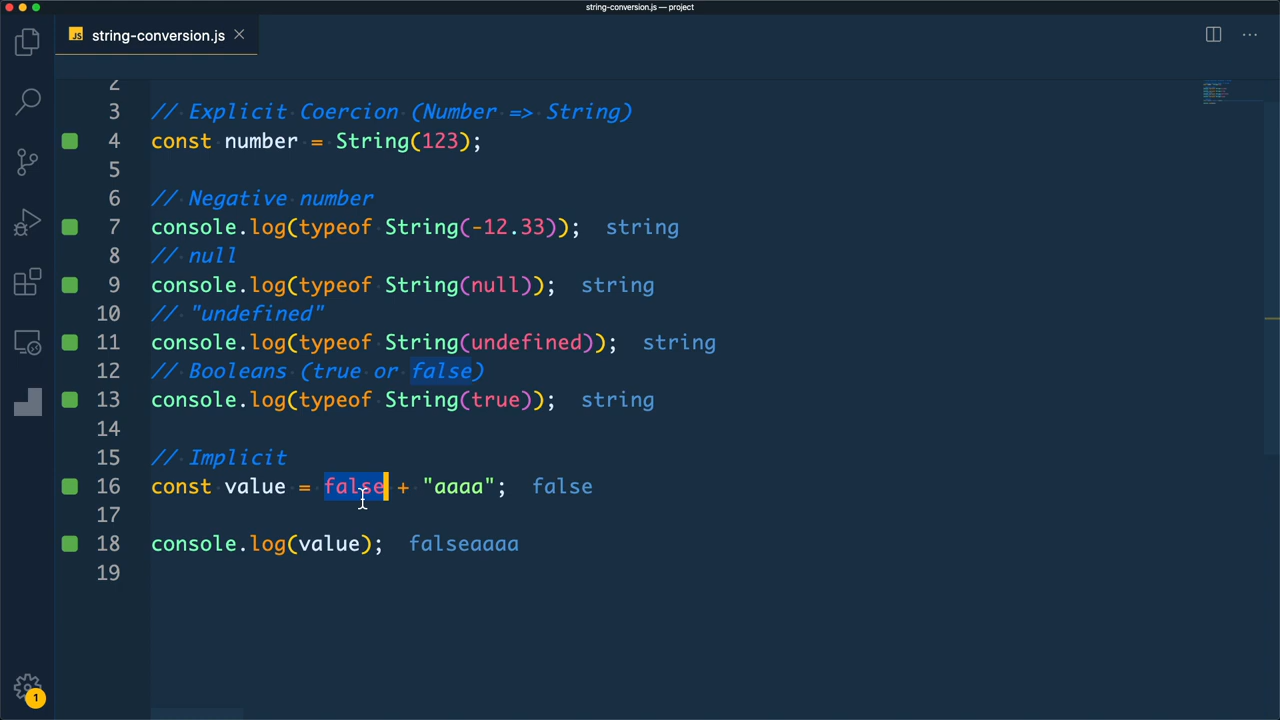 string-conversion.js — project
JS string-conversion.js
2
3 // Explicit Coercion (Number => String)
4 const number = String(123);
5
6 // Negative number
7 console.log(typeof String(-12.33)); string
8 // null
9 console.log(typeof String(null)); string
10 // "undefined"
11 console.log(typeof String(undefined)); string
12 // Booleans (true or false)
13 console.log(typeof String(true)); string
14
15 // Implicit
16 const value = false + "aaaa"; false
17
18 console.log(value); falseaaaa
19
1